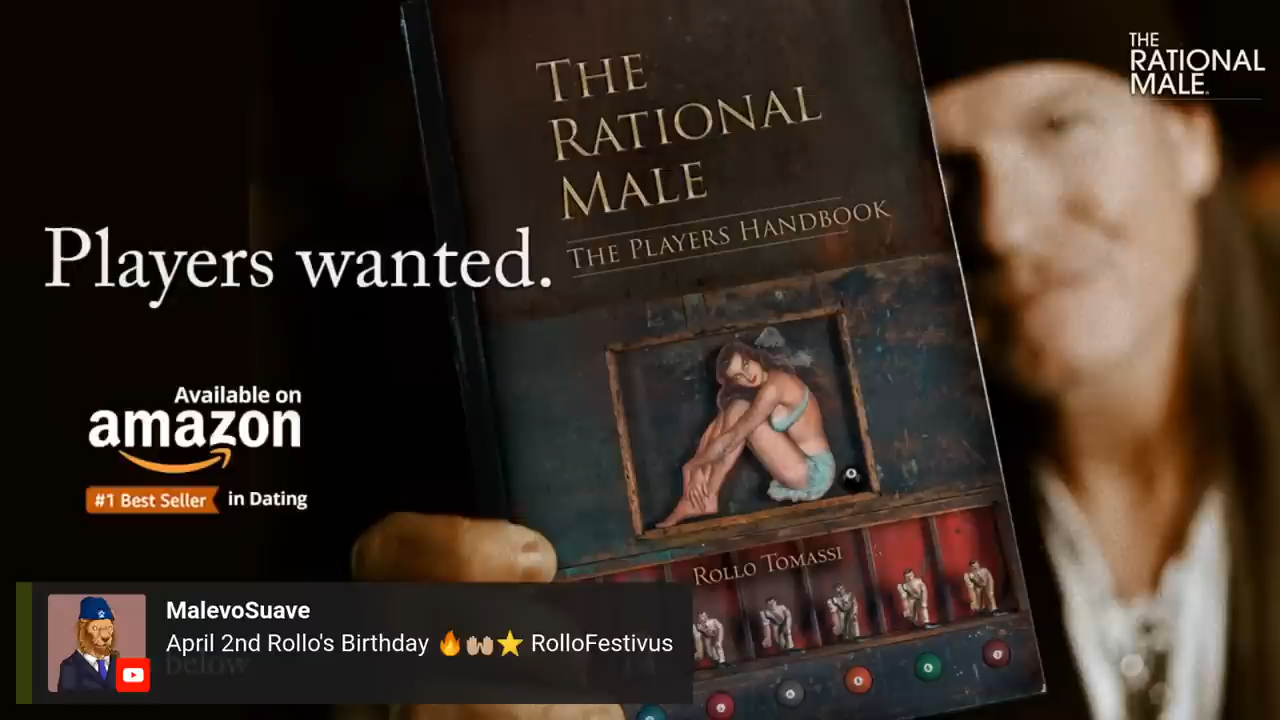 THE
RATIONAL
MALE
THE PLAYERS HANDBOOK
ROLLO TOMASSI
THE
RATIONAL
MALE
Players wanted.
Available on
amazon
#1 Best Seller in Dating
MalevoSuave
April 2nd Rollo's Birthday 🔥🙌🏼⭐ RolloFestivus
below